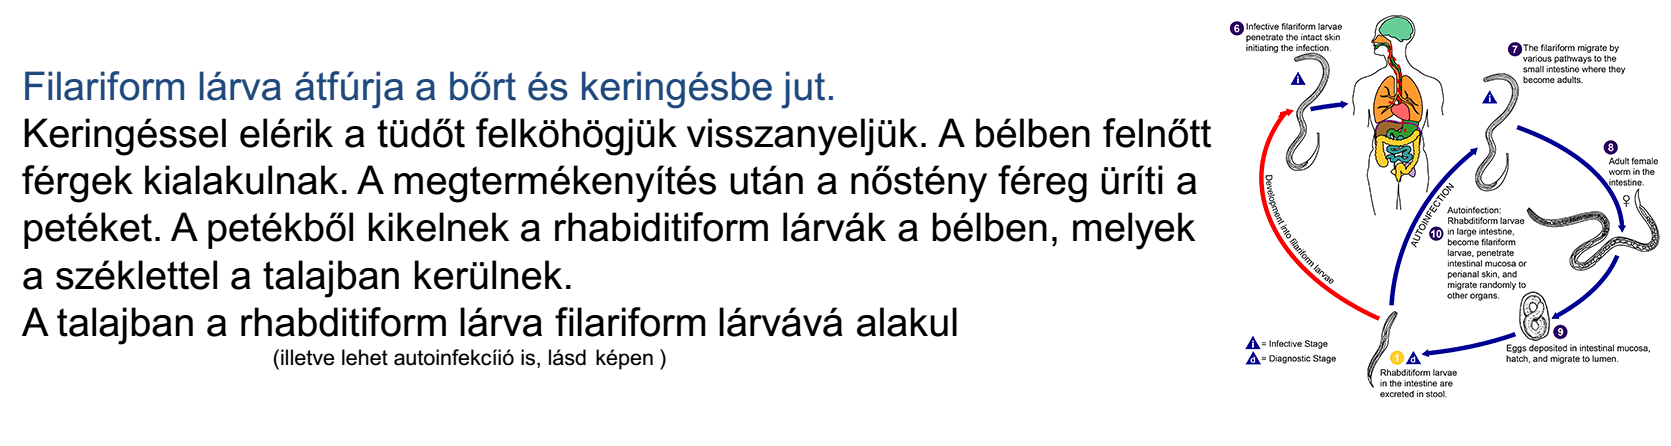 Filariform lárva átfúrja a bőrt és keringésbe jut.
Keringéssel elérik a tüdőt felköhögjük visszanyeljük. A bélben felnőtt
férgek kialakulnak. A megtermékenyítés után a nőstény féreg üríti a
petéket. A petékből kikelnek a rhabiditiform lárvák a bélben, melyek
a széklettel a talajban kerülnek.
A talajban a rhabditiform lárva filariform lárvává alakul
(illetve lehet autoinfekcíió is, lásd képen )
6 Infective filariform larvae
penetrate the intact skin
initiating the infection.
i
7 The filariform migrate by
various pathways to the
small intestine where they
become adults.
i
8
Adult female
worm in the
intestine.
♀
Development into filariform larvae
AUTOINFECTION
10
Autoinfection:
Rhabditiform larvae
in large intestine,
become filariform
larvae, penetrate
intestinal mucosa or
perianal skin, and
migrate randomly to
other organs.
9
Eggs deposited in intestinal mucosa,
hatch, and migrate to lumen.
i = Infective Stage
d = Diagnostic Stage
1 d
Rhabditiform larvae
in the intestine are
excreted in stool.